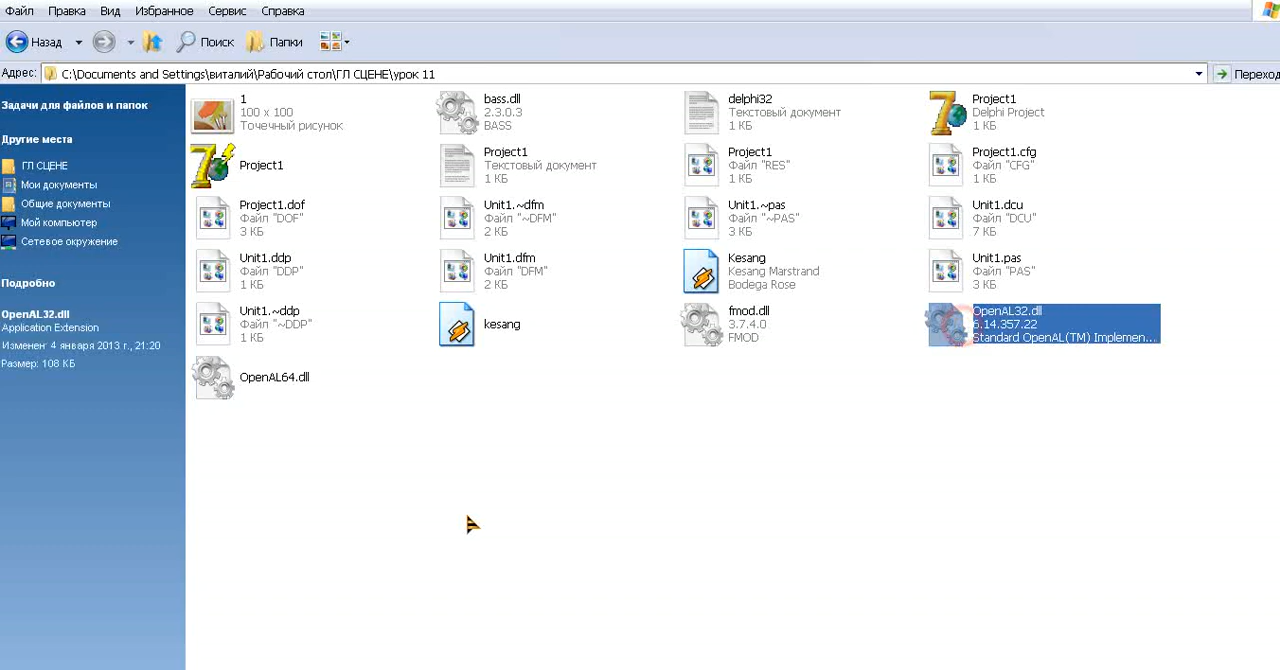 Файл Правка Вид Избранное Сервис Справка
Назад Поиск Папки
Адрес: C:\Documents and Settings\виталий\Рабочий стол\ГЛ СЦЕНЕ\урок 11 Переход
Задачи для файлов и папок
Другие места
ГЛ СЦЕНЕ
Мои документы
Общие документы
Мой компьютер
Сетевое окружение
Подробно
OpenAL32.dll
Application Extension
Изменен: 4 января 2013 г., 21:20
Размер: 108 КБ
1
100 x 100
Точечный рисунок
bass.dll
2.3.0.3
BASS
delphi32
Текстовый документ
1 КБ
Project1
Delphi Project
1 КБ
Project1
Project1
Текстовый документ
1 КБ
Project1
Файл "RES"
1 КБ
Project1.cfg
Файл "CFG"
1 КБ
Project1.dof
Файл "DOF"
3 КБ
Unit1.~dfm
Файл "~DFM"
2 КБ
Unit1.~pas
Файл "~PAS"
3 КБ
Unit1.dcu
Файл "DCU"
7 КБ
Unit1.ddp
Файл "DDP"
1 КБ
Unit1.dfm
Файл "DFM"
2 КБ
Kesang
Kesang Marstrand
Bodega Rose
Unit1.pas
Файл "PAS"
3 КБ
Unit1.~ddp
Файл "~DDP"
1 КБ
kesang
fmod.dll
3.7.4.0
FMOD
OpenAL32.dll
6.14.357.22
Standard OpenAL(TM) Implemen...
OpenAL64.dll